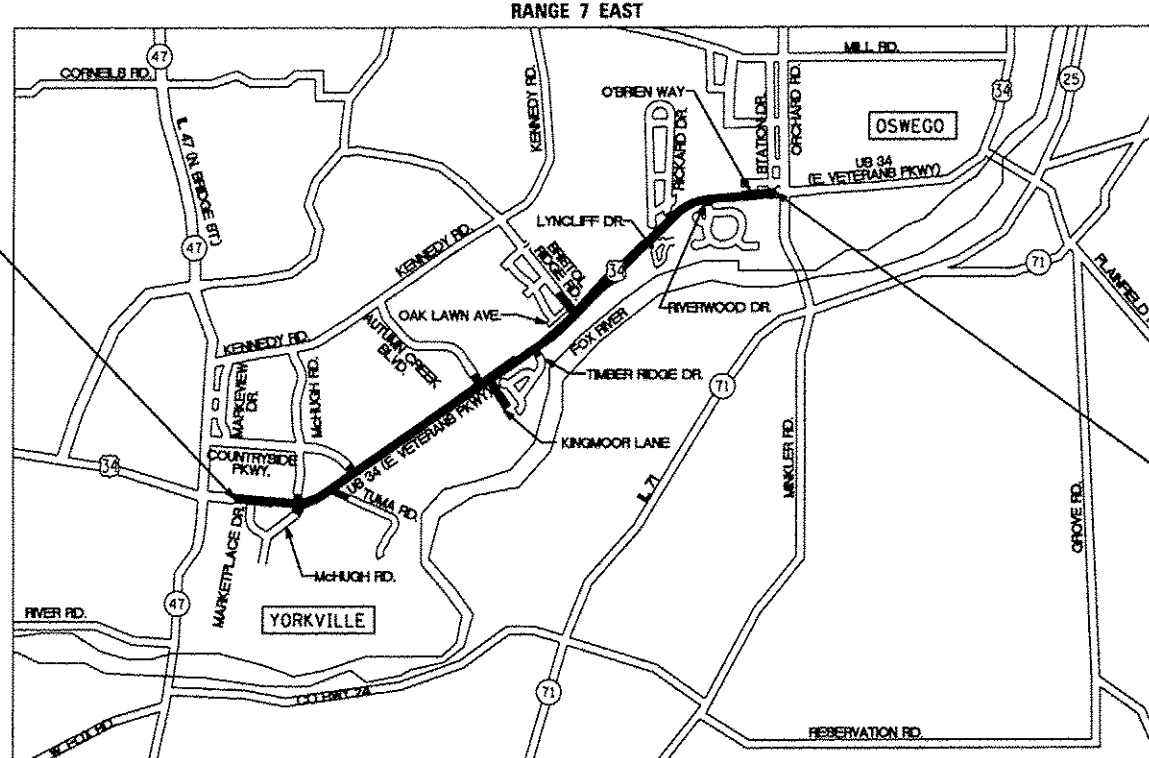 RANGE 7 EAST
47
CORNEILS RD.
KENNEDY RD.
MILL RD.
34
25
O'BRIEN WAY
STATION DR.
ORCHARD RD.
OSWEGO
RICKARD DR.
US 34
(E. VETERANS PKWY)
IL 47 (N. BRIDGE ST.)
LYNCLIFF DR.
47
KENNEDY RD.
BRISTOL
RIDGE RD.
34
71
PLAINFIELD
RIVERWOOD DR.
OAK LAWN AVE.
FOX RIVER
AUTUMN CREEK
BLVD.
KENNEDY RD.
TIMBER RIDGE DR.
MARKEVIEW
DR.
McHUGH RD.
71
US 34 (E. VETERANS PKWY)
KINGMOOR LANE
COUNTRYSIDE
PKWY.
34
MINKLER RD.
IL 71
TUMA RD.
GROVE RD.
MARKETPLACE DR.
McHUGH RD.
47
RIVER RD.
YORKVILLE
CO HWY 24
71
W. FOX RD.
RESERVATION RD.